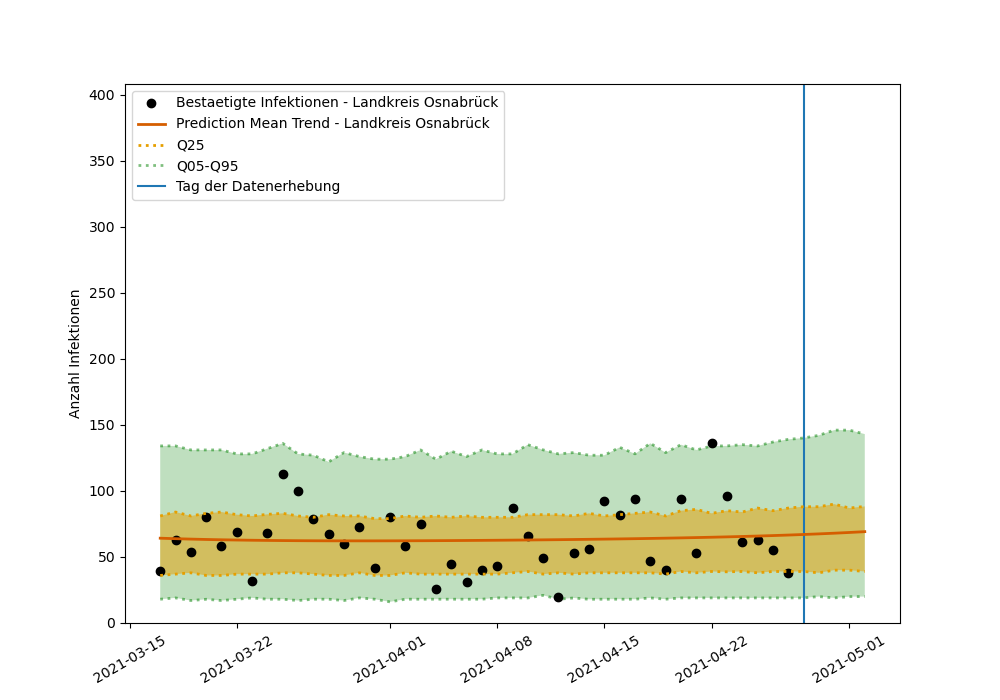 400
350
300
250
200
150
100
50
0
Anzahl Infektionen
Bestaetigte Infektionen - Landkreis Osnabrück
Prediction Mean Trend - Landkreis Osnabrück
Q25
Q05-Q95
Tag der Datenerhebung
2021-03-15
2021-03-22
2021-04-01
2021-04-08
2021-04-15
2021-04-22
2021-05-01